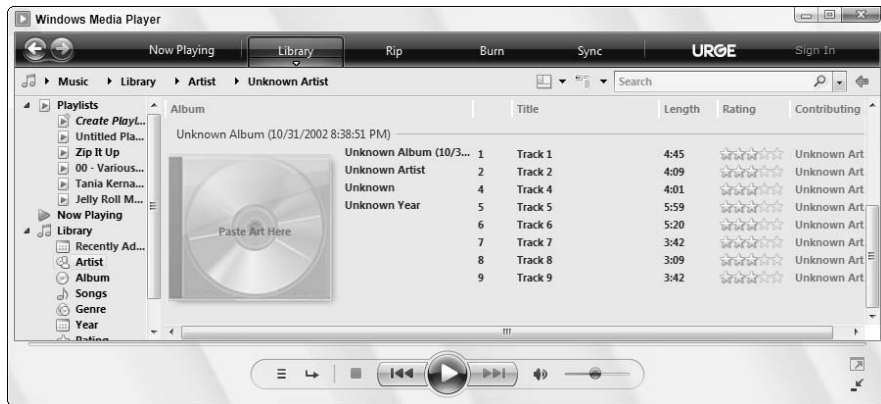 Windows Media Player
Now Playing Library Rip Burn Sync URGE Sign In
Music Library Artist Unknown Artist Search
Playlists
Create Playl...
Untitled Pla...
Zip It Up
00 - Various...
Tania Kerna...
Jelly Roll M...
Now Playing
Library
Recently Ad...
Artist
Album
Songs
Genre
Year
Rating
Album Title Length Rating Contributing
Unknown Album (10/31/2002 8:38:51 PM)
Paste Art Here
Unknown Album (10/3...
Unknown Artist
Unknown
Unknown Year
1 Track 1 4:45 Unknown Art
2 Track 2 4:09 Unknown Art
4 Track 4 4:01 Unknown Art
5 Track 5 5:59 Unknown Art
6 Track 6 5:20 Unknown Art
7 Track 7 3:42 Unknown Art
8 Track 8 3:09 Unknown Art
9 Track 9 3:42 Unknown Art